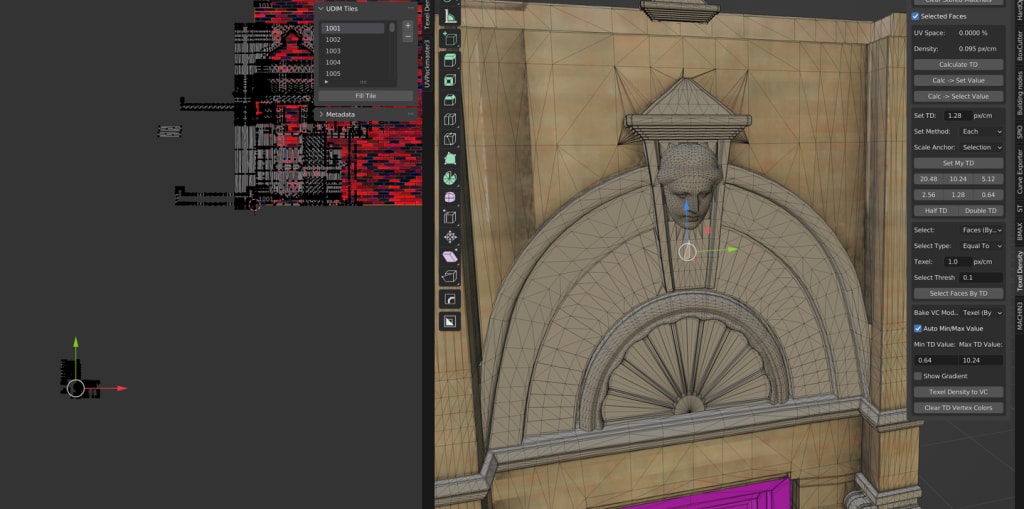 1011
UDIM Tiles
1001
1002
1003
1004
1005
Fill Tile
Metadata
1001
Texel Den
UVPackmaster3
Selected Faces
UV Space: 0.0000 %
Density: 0.095 px/cm
Calculate TD
Calc -> Set Value
Calc -> Select Value
Set TD: 1.28 px/cm
Set Method: Each
Scale Anchor: Selection
Set My TD
20.48 10.24 5.12
2.56 1.28 0.64
Half TD Double TD
Select: Faces (By..
Select Type: Equal To
Texel: 1.0 px/cm
Select Thresh 0.1
Select Faces By TD
Bake VC Mod.. Texel (By
Auto Min/Max Value
Min TD Value: Max TD Value:
0.64 10.24
Show Gradient
Texel Density to VC
Clear TD Vertex Colors
HardO
BoxCutter
Building nodes
SPIO
Curve Exporter
ST
BMAX
Texel Density
MACHIN3